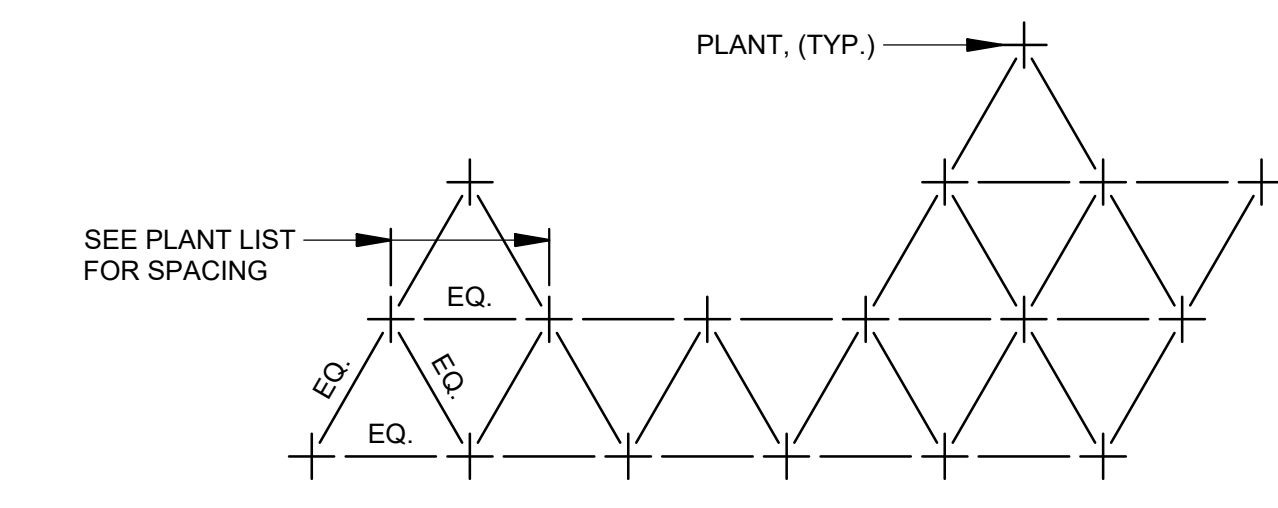 PLANT, (TYP.)
SEE PLANT LIST
FOR SPACING
EQ.
EQ.
EQ.
EQ.